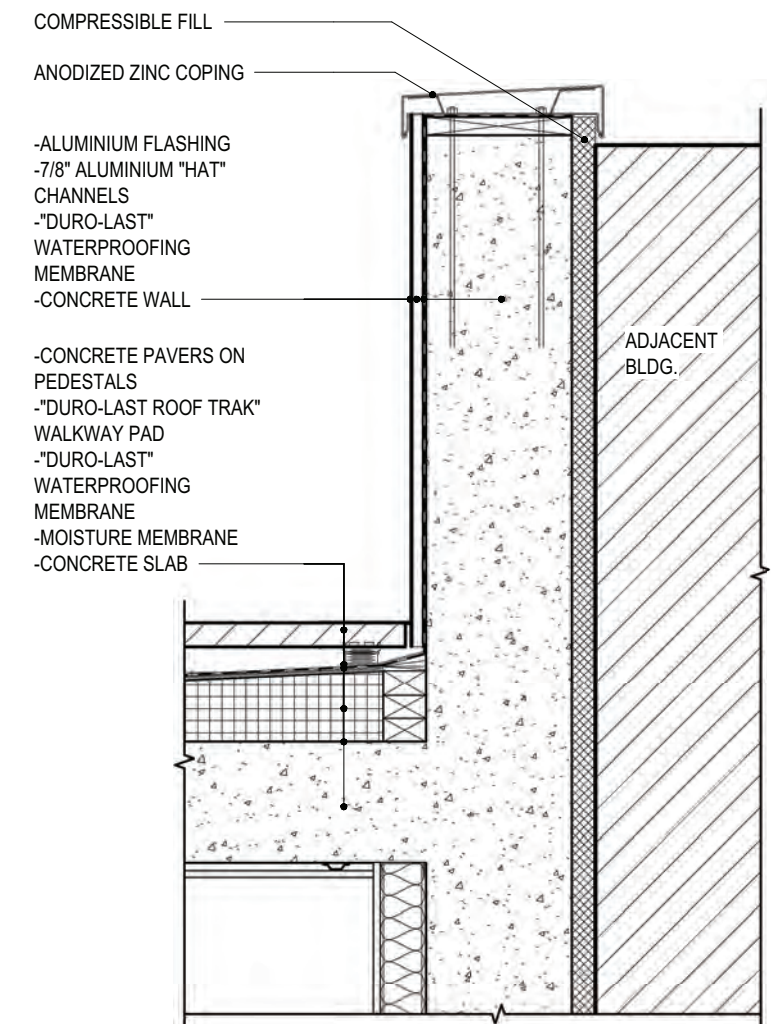 COMPRESSIBLE FILL
ANODIZED ZINC COPING
-ALUMINIUM FLASHING
-7/8" ALUMINIUM "HAT"
CHANNELS
-"DURO-LAST"
WATERPROOFING
MEMBRANE
-CONCRETE WALL
-CONCRETE PAVERS ON
PEDESTALS
-"DURO-LAST ROOF TRAK"
WALKWAY PAD
-"DURO-LAST"
WATERPROOFING
MEMBRANE
-MOISTURE MEMBRANE
-CONCRETE SLAB
ADJACENT
BLDG.